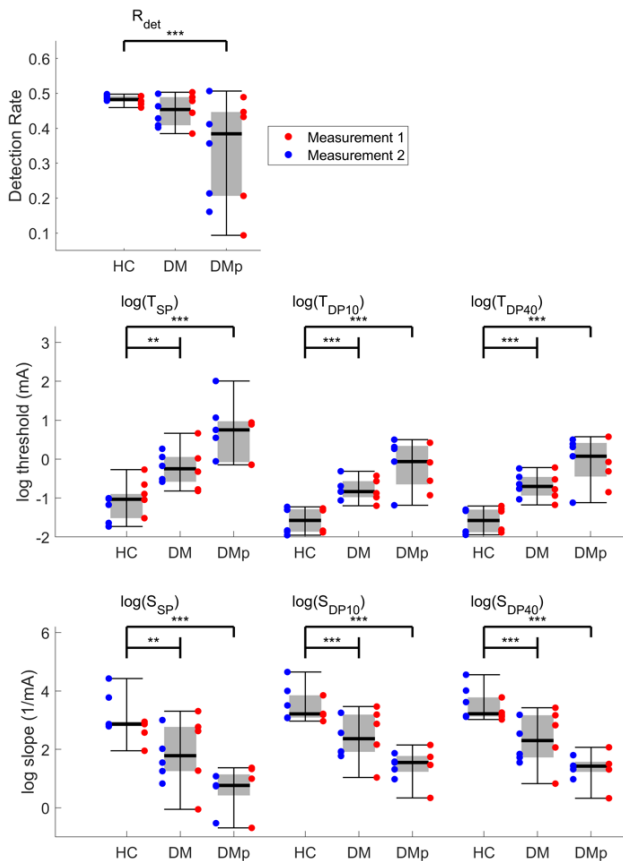 R_det
***
0.6
0.5
0.4
0.3
0.2
0.1
Detection Rate
HC DM DMp
Measurement 1
Measurement 2
log(T_SP) log(T_DP10) log(T_DP40)
*** *** ***
** *** ***
3
2
1
0
-1
-2
log threshold (mA)
HC DM DMp HC DM DMp HC DM DMp
log(S_SP) log(S_DP10) log(S_DP40)
*** *** ***
** *** ***
6
4
2
0
log slope (1/mA)
HC DM DMp HC DM DMp HC DM DMp